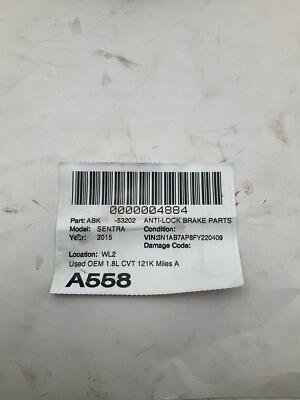 0000004884
Part: ABK -53202 ANTI-LOCK BRAKE PARTS
Model: SENTRA Condition:
Year: 2015 VIN:3N1AB7AP8FY220409
Damage Code:
Location: WL2
Used OEM 1.8L CVT 121K Miles A
A558